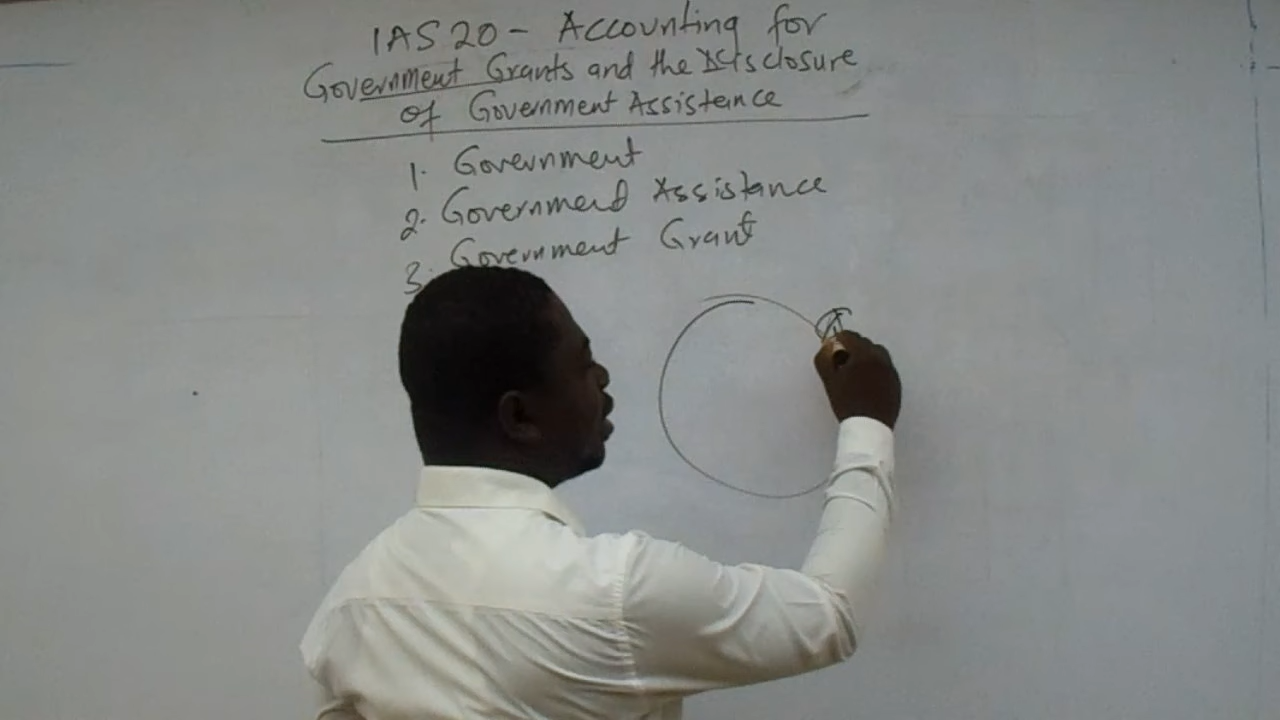 IAS 20 - Accounting for
Government Grants and the Disclosure
of Government Assistance
1. Government
2. Government Assistance
3. Government Grant